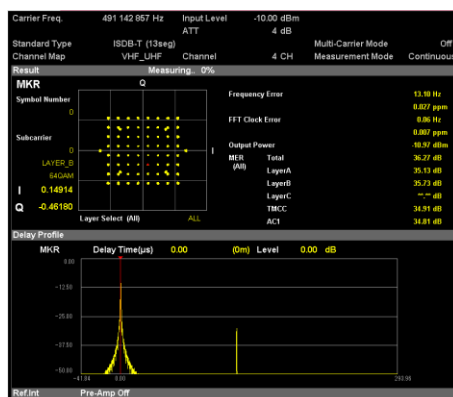 Carrier Freq. 491 142 857 Hz Input Level -10.00 dBm
ATT 4 dB
Standard Type ISDB-T (13seg) Multi-Carrier Mode Off
Channel Map VHF_UHF Channel 4 CH Measurement Mode Continuous
Result Measuring.. 0%
MKR Q
Symbol Number
0
Subcarrier
0 I
LAYER_B
64QAM
I 0.14914
Q -0.46180
Layer Select (All) ALL
Frequency Error 13.10 Hz
0.027 ppm
FFT Clock Error 0.06 Hz
0.007 ppm
Output Power -10.97 dBm
MER Total 36.27 dB
(All) LayerA 35.13 dB
LayerB 35.73 dB
LayerC **.** dB
TMCC 34.91 dB
AC1 34.81 dB
Delay Profile
MKR Delay Time(µs) 0.00 (0m) Level 0.00 dB
0.00
-12.50
-25.00
-37.50
-50.00
-41.84 0.00 293.98
Ref.Int Pre-Amp Off